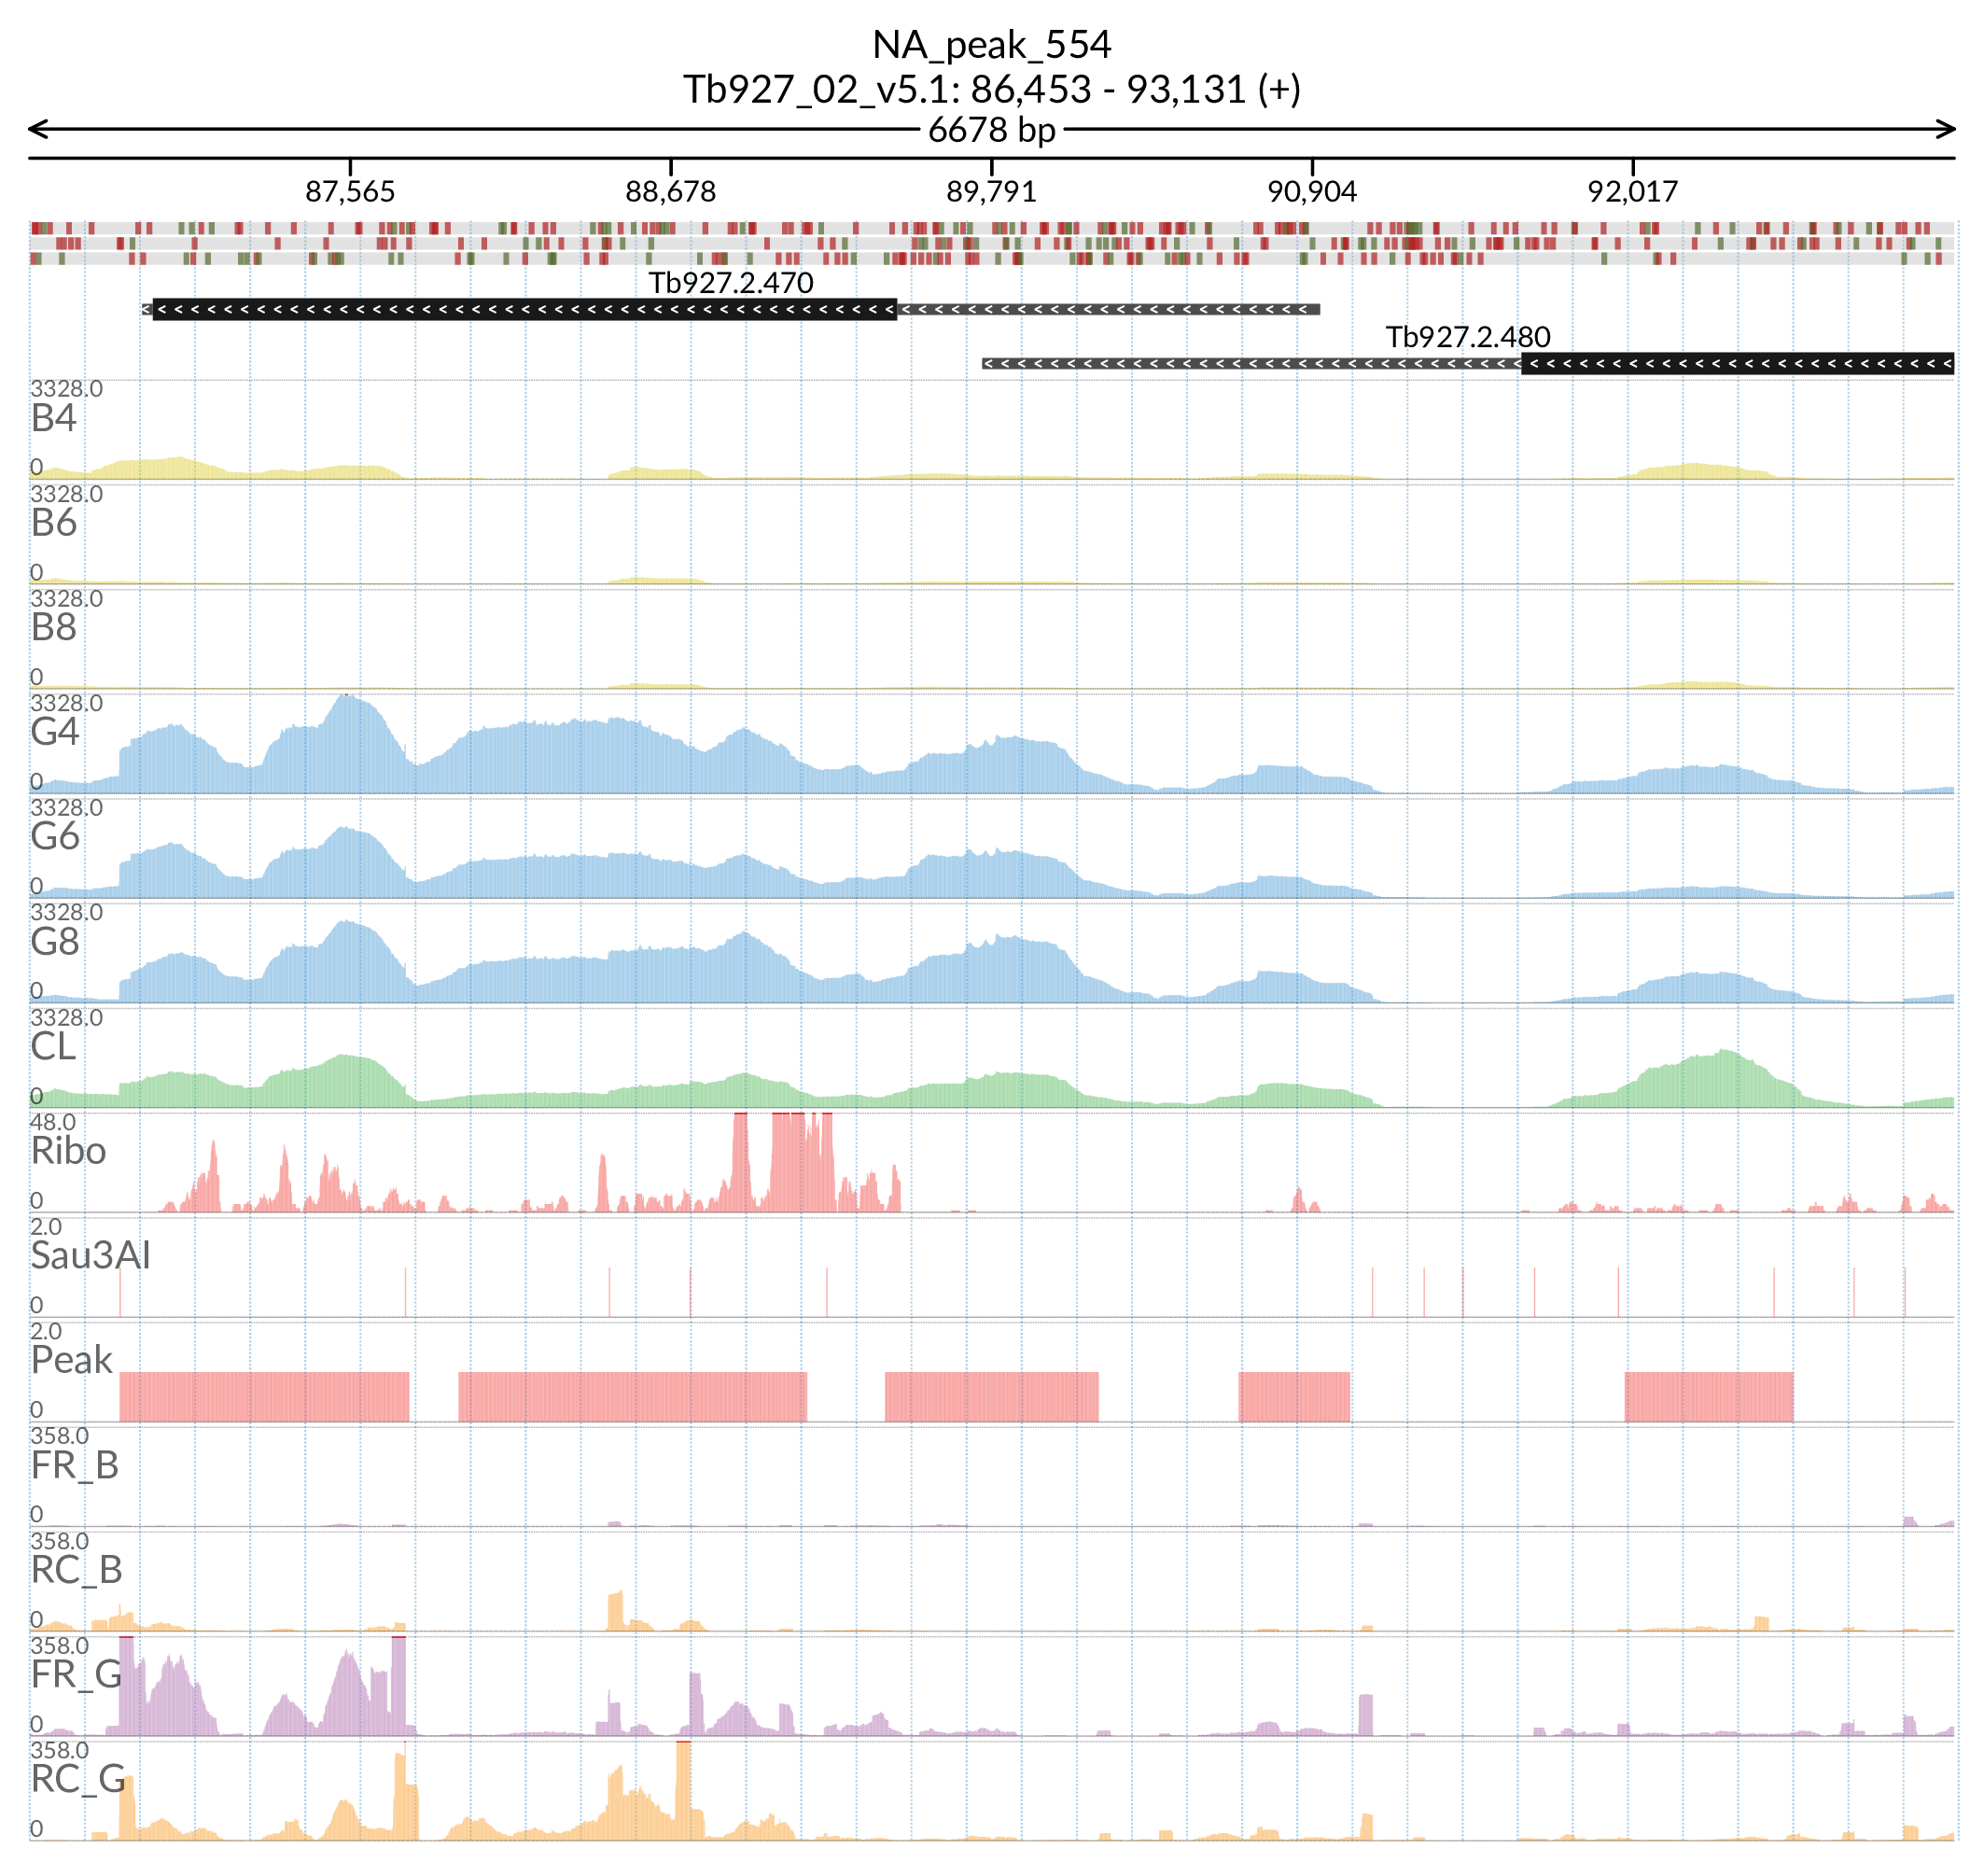 NA_peak_554
Tb927_02_v5.1: 86,453 - 93,131 (+)
6678 bp
87,565 88,678 89,791 90,904 92,017
Tb927.2.470
Tb927.2.480
3328.0
B4
0
3328.0
B6
0
3328.0
B8
0
3328.0
G4
0
3328.0
G6
0
3328.0
G8
0
3328.0
CL
0
48.0
Ribo
0
2.0
Sau3AI
0
2.0
Peak
0
358.0
FR_B
0
358.0
RC_B
0
358.0
FR_G
0
358.0
RC_G
0